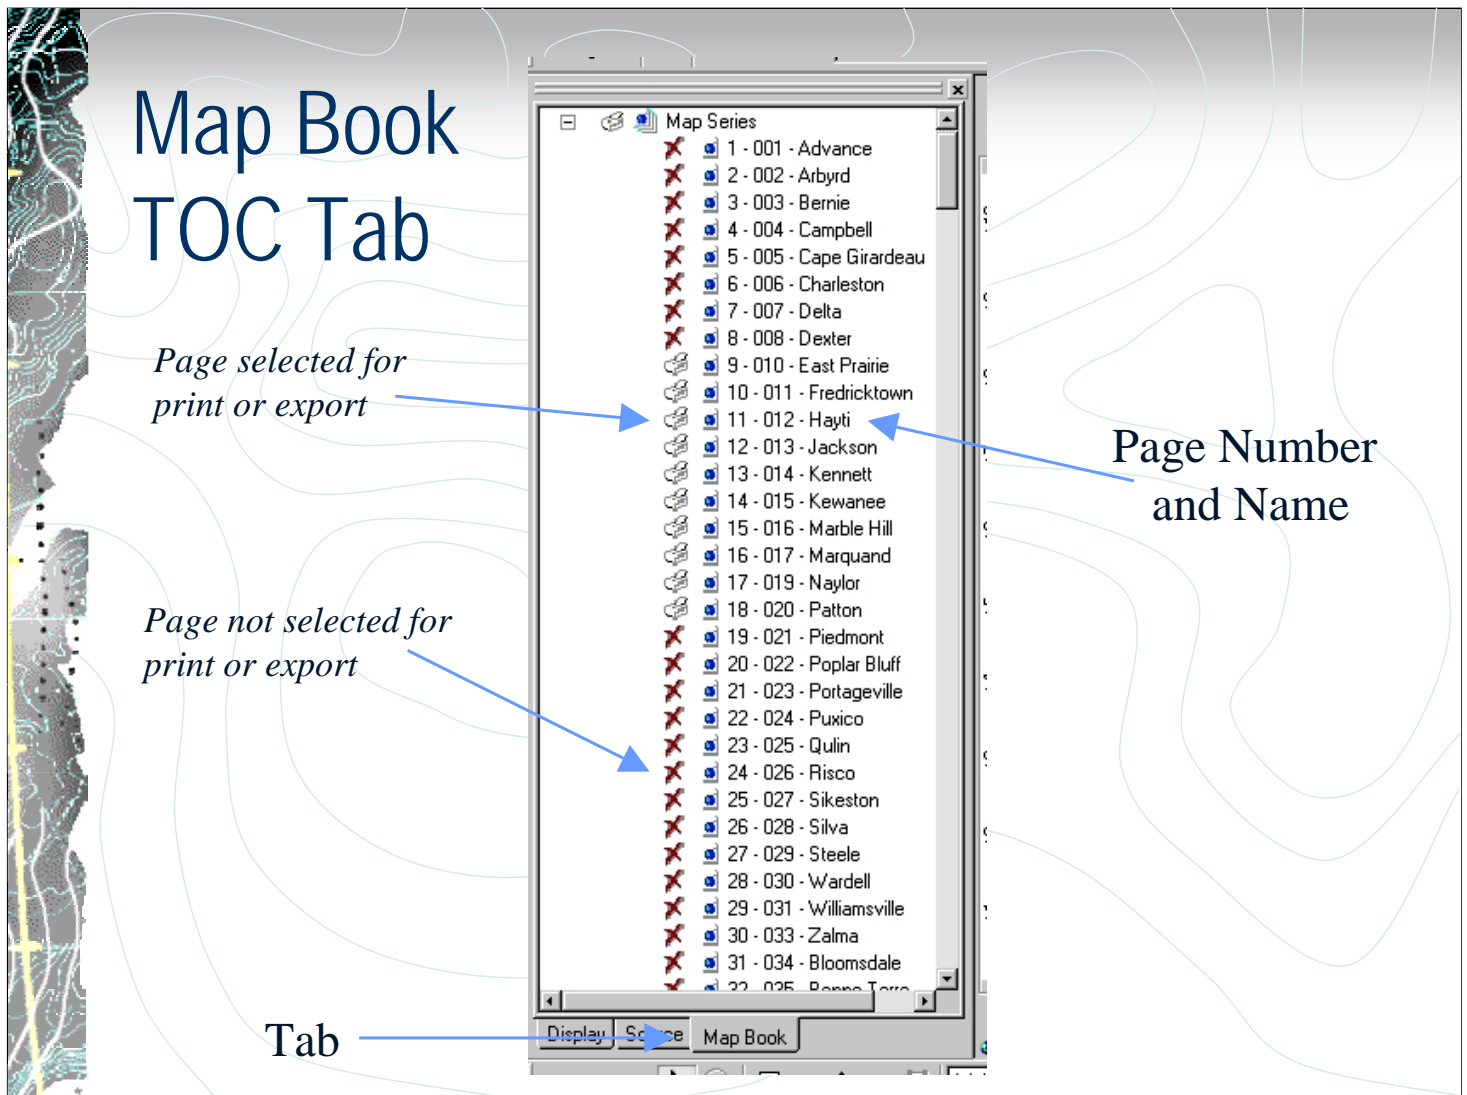 Map Book
TOC Tab
Page selected for
print or export
Page not selected for
print or export
Tab
Map Series
1 - 001 - Advance
2 - 002 - Arbyrd
3 - 003 - Bernie
4 - 004 - Campbell
5 - 005 - Cape Girardeau
6 - 006 - Charleston
7 - 007 - Delta
8 - 008 - Dexter
9 - 010 - East Prairie
10 - 011 - Fredricktown
11 - 012 - Hayti
12 - 013 - Jackson
13 - 014 - Kennett
14 - 015 - Kewanee
15 - 016 - Marble Hill
16 - 017 - Marquand
17 - 019 - Naylor
18 - 020 - Patton
19 - 021 - Piedmont
20 - 022 - Poplar Bluff
21 - 023 - Portageville
22 - 024 - Puxico
23 - 025 - Qulin
24 - 026 - Risco
25 - 027 - Sikeston
26 - 028 - Silva
27 - 029 - Steele
28 - 030 - Wardell
29 - 031 - Williamsville
30 - 033 - Zalma
31 - 034 - Bloomsdale
32 - 035 - Bonne Terre
Display Source Map Book
Page Number
and Name